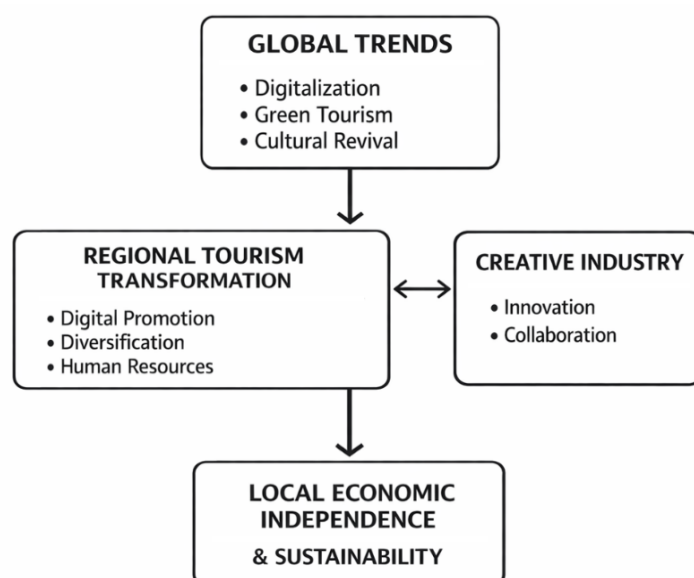 GLOBAL TRENDS
• Digitalization
• Green Tourism
• Cultural Revival
REGIONAL TOURISM
TRANSFORMATION
• Digital Promotion
• Diversification
• Human Resources
CREATIVE INDUSTRY
• Innovation
• Collaboration
LOCAL ECONOMIC
INDEPENDENCE
& SUSTAINABILITY